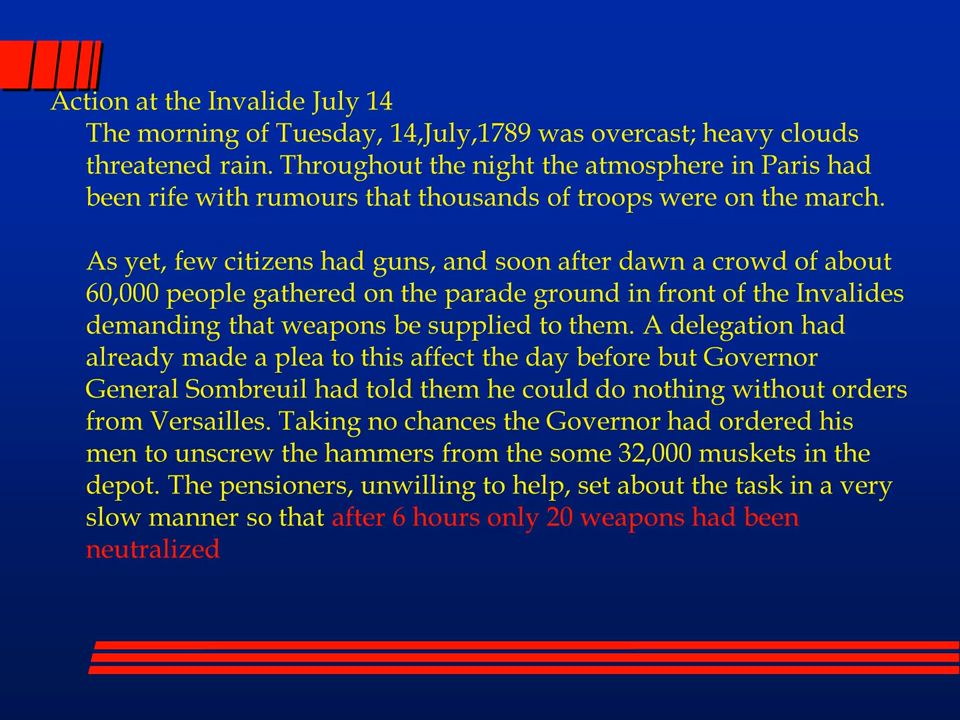 Action at the Invalide July 14
The morning of Tuesday, 14,July,1789 was overcast; heavy clouds
threatened rain. Throughout the night the atmosphere in Paris had
been rife with rumours that thousands of troops were on the march.
As yet, few citizens had guns, and soon after dawn a crowd of about
60,000 people gathered on the parade ground in front of the Invalides
demanding that weapons be supplied to them. A delegation had
already made a plea to this affect the day before but Governor
General Sombreuil had told them he could do nothing without orders
from Versailles. Taking no chances the Governor had ordered his
men to unscrew the hammers from the some 32,000 muskets in the
depot. The pensioners, unwilling to help, set about the task in a very
slow manner so that after 6 hours only 20 weapons had been
neutralized